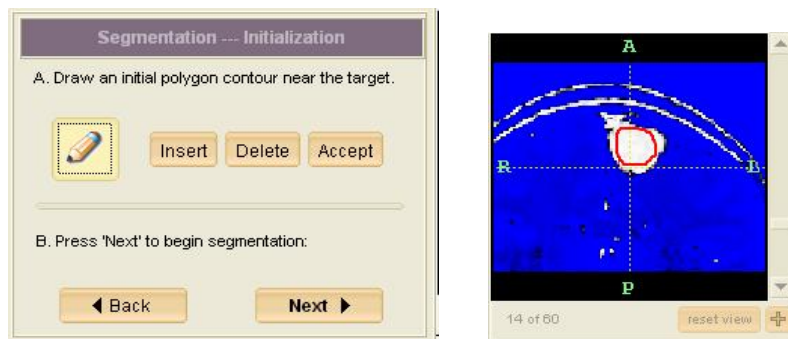 Segmentation --- Initialization
A. Draw an initial polygon contour near the target.
Insert Delete Accept
B. Press 'Next' to begin segmentation:
Back Next
A
R L
P
14 of 60 reset view